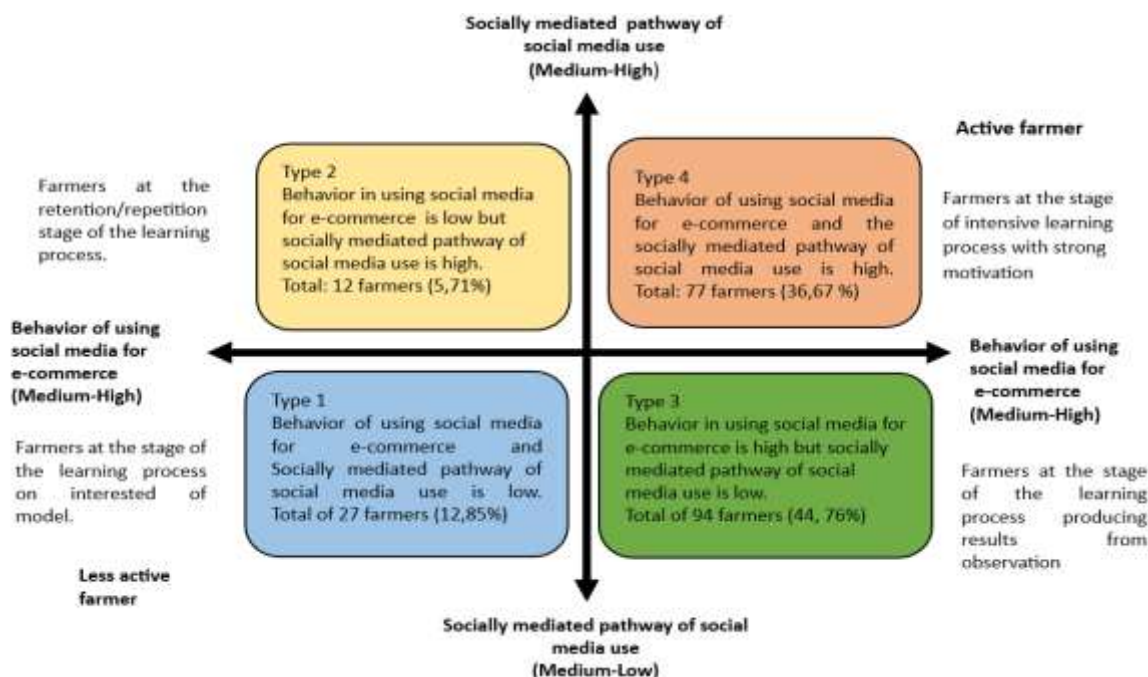 Socially mediated pathway of
social media use
(Medium-High)
Active farmer
Farmers at the
retention/repetition
stage of the learning
process.
Type 2
Behavior in using social media
for e-commerce is low but
socially mediated pathway of
social media use is high.
Total: 12 farmers (5,71%)
Type 4
Behavior of using social media
for e-commerce and the
socially mediated pathway of
social media use is high.
Total: 77 farmers (36,67 %)
Farmers at the stage
of intensive learning
process with strong
motivation
Behavior of using
social media for
e-commerce
(Medium-High)
Behavior of using
social media for
e-commerce
(Medium-High)
Farmers at the stage of
the learning process
on interested of
model.
Type 1
Behavior of using social media
for e-commerce and
Socially mediated pathway of
social media use is low.
Total of 27 farmers (12,85%)
Type 3
Behavior in using social media for
e-commerce is high but socially
mediated pathway of social
media use is low.
Total of 94 farmers (44, 76%)
Farmers at the stage
of the learning
process producing
results from
observation
Less active
farmer
Socially mediated pathway of social
media use
(Medium-Low)